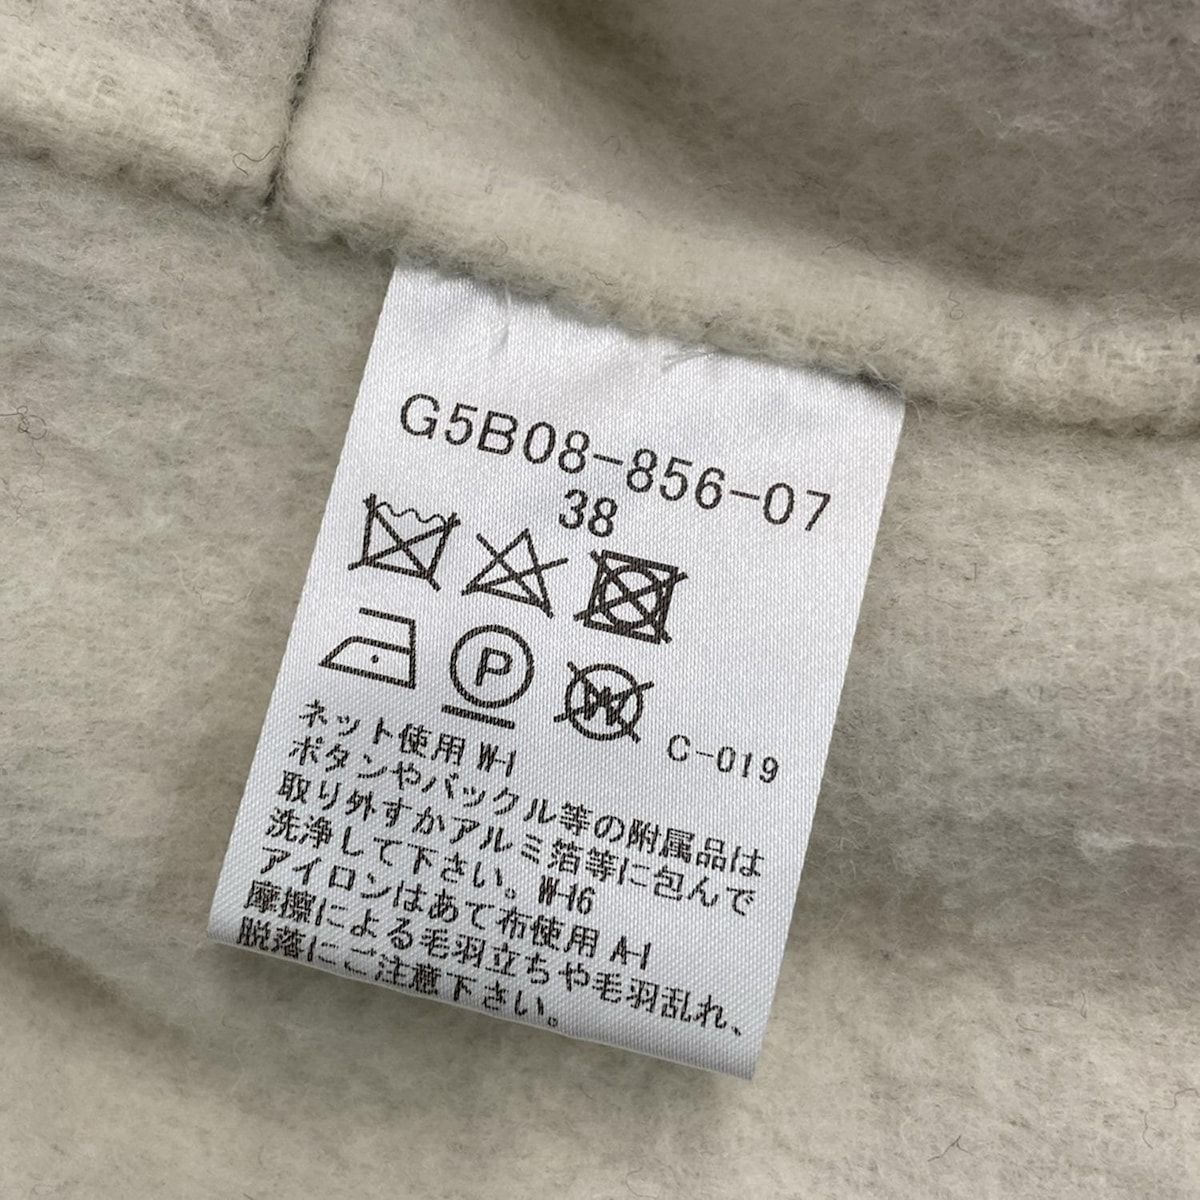 G5B08-856-07
38
P
W
C-019
ネット使用 W-1
ボタンやバックル等の附属品は
取り外すかアルミ箔等に包んで
洗浄して下さい。W-16
アイロンはあて布使用 A-1
摩擦による毛羽立ちや毛羽乱れ、
脱落にご注意下さい。